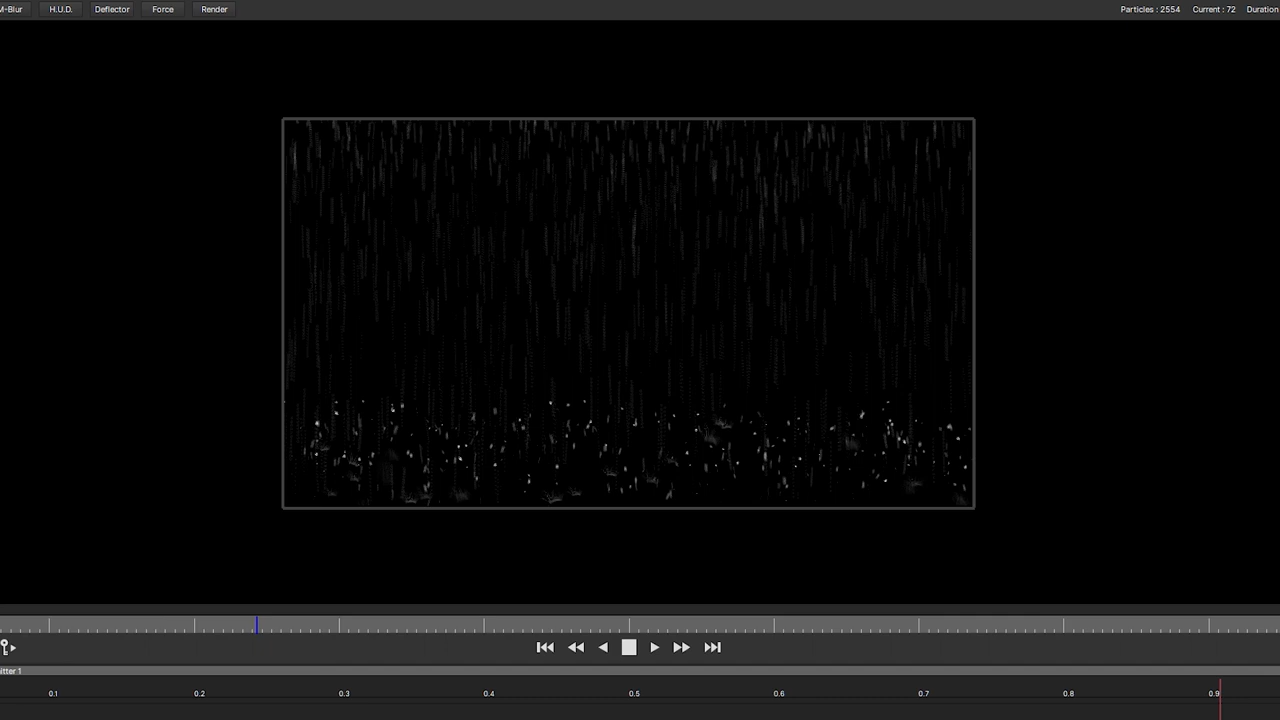 M-Blur H.U.D. Deflector Force Render Particles : 2554 Current : 72 Duration
itter 1
0.1 0.2 0.3 0.4 0.5 0.6 0.7 0.8 0.9